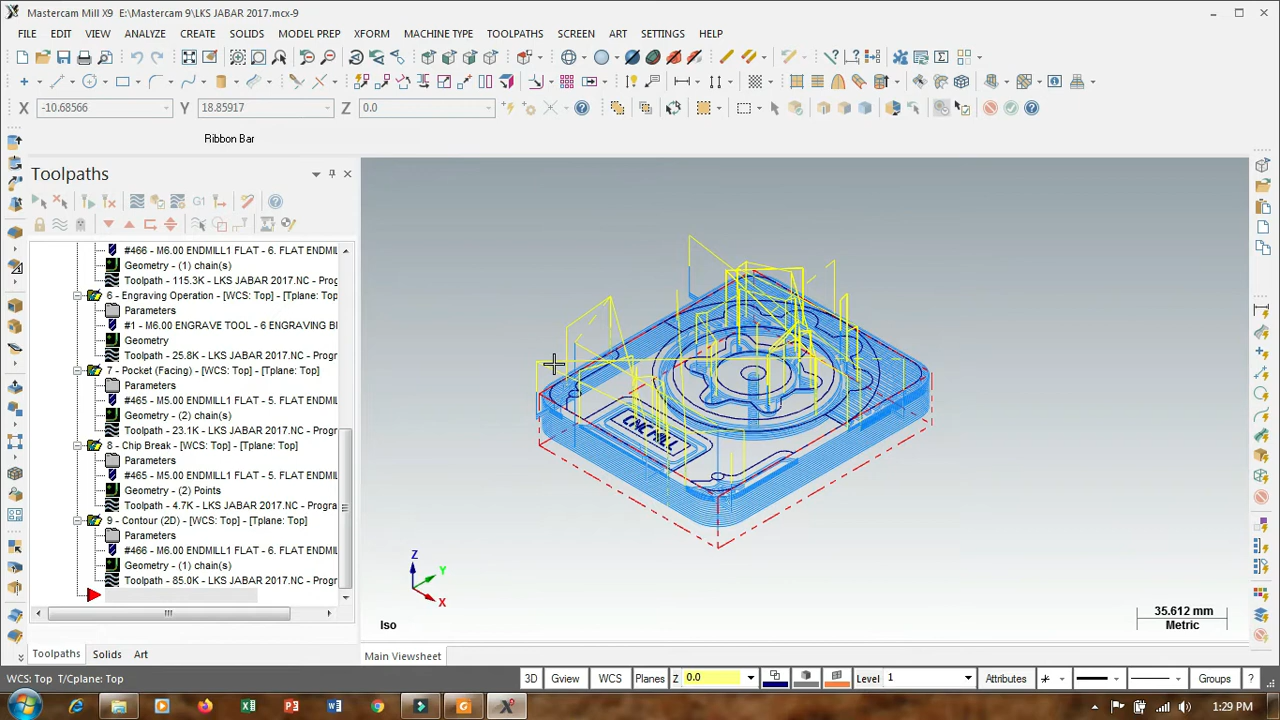 Mastercam Mill X9 E:\Mastercam 9\LKS JABAR 2017.mcx-9
FILE EDIT VIEW ANALYZE CREATE SOLIDS MODEL PREP XFORM MACHINE TYPE TOOLPATHS SCREEN ART SETTINGS HELP
X -10.68566 Y 18.85917 Z 0.0
Ribbon Bar
Toolpaths
G1
#466 - M6.00 ENDMILL1 FLAT - 6. FLAT ENDMIL
Geometry - (1) chain(s)
Toolpath - 115.3K - LKS JABAR 2017.NC - Pro
6 - Engraving Operation - [WCS: Top] - [Tplane: Top]
Parameters
#1 - M6.00 ENGRAVE TOOL - 6 ENGRAVING B
Geometry
Toolpath - 25.8K - LKS JABAR 2017.NC - Prog
7 - Pocket (Facing) - [WCS: Top] - [Tplane: Top]
Parameters
#465 - M5.00 ENDMILL1 FLAT - 5. FLAT ENDMIL
Geometry - (2) chain(s)
Toolpath - 23.1K - LKS JABAR 2017.NC - Prog
8 - Chip Break - [WCS: Top] - [Tplane: Top]
Parameters
#465 - M5.00 ENDMILL1 FLAT - 5. FLAT ENDMIL
Geometry - (2) Points
Toolpath - 4.7K - LKS JABAR 2017.NC - Progra
9 - Contour (2D) - [WCS: Top] - [Tplane: Top]
Parameters
#466 - M6.00 ENDMILL1 FLAT - 6. FLAT ENDMIL
Geometry - (1) chain(s)
Toolpath - 85.0K - LKS JABAR 2017.NC - Progr
Z
Y
X
Iso
35.612 mm
Metric
Toolpaths Solids Art
Main Viewsheet
WCS: Top T/Cplane: Top
3D Gview WCS Planes Z 0.0 Level 1 Attributes Groups ?
1:29 PM